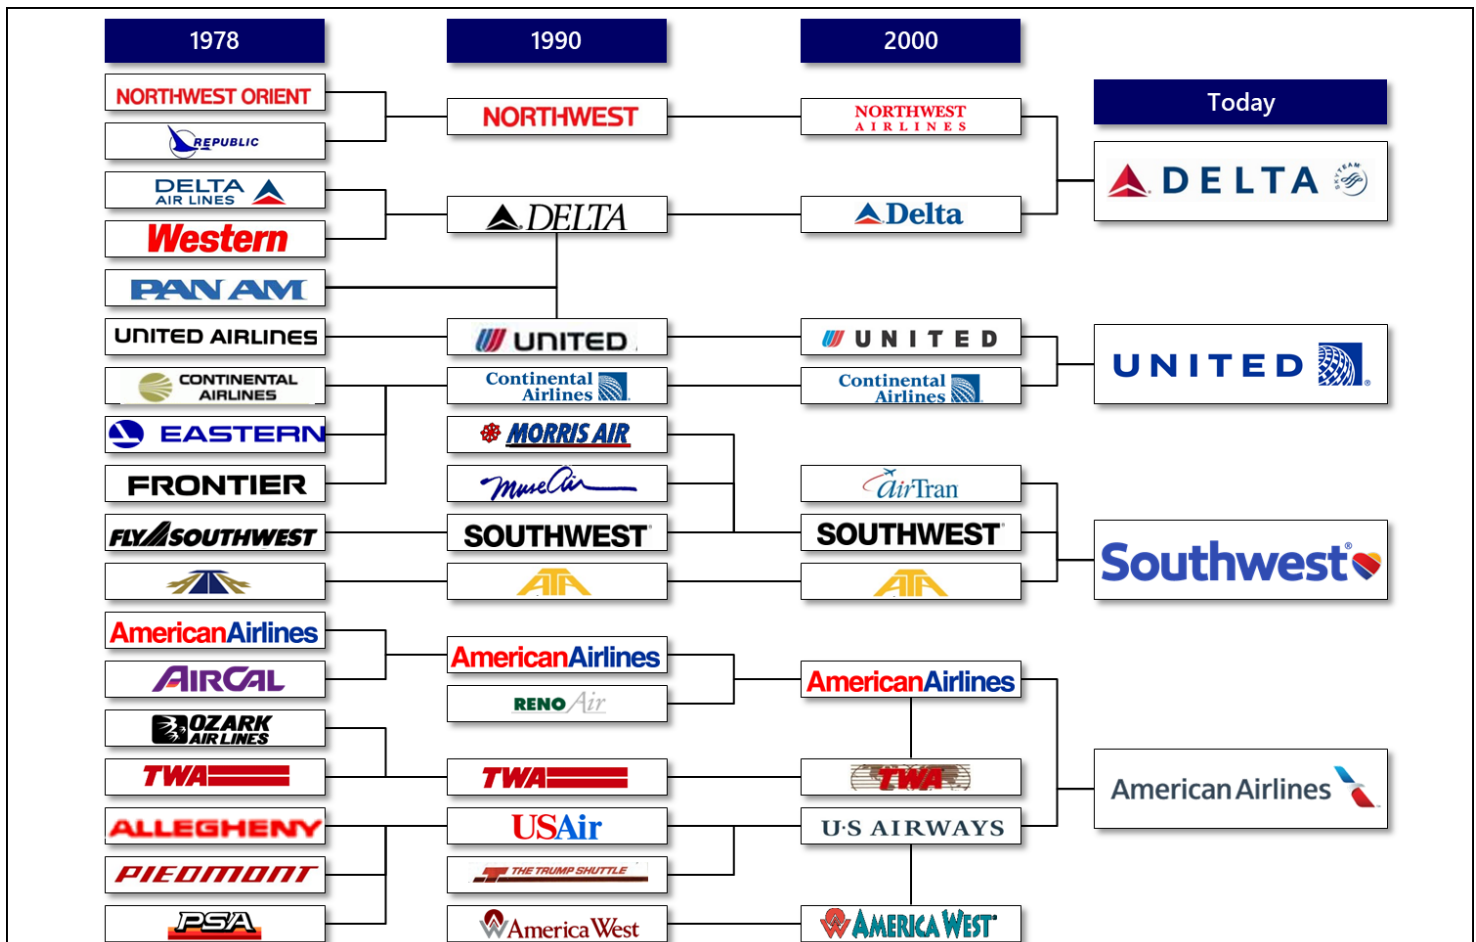 1978
1990
2000
Today
NORTHWEST ORIENT
REPUBLIC
DELTA
AIR LINES
Western
PAN AM
UNITED AIRLINES
CONTINENTAL
AIRLINES
EASTERN
FRONTIER
FLY SOUTHWEST
AmericanAirlines
AIRCAL
OZARK
AIR LINES
TWA
ALLEGHENY
PIEDMONT
PSA
NORTHWEST
DELTA
UNITED
Continental
Airlines
MORRIS AIR
Muse Air
SOUTHWEST
ATA
AmericanAirlines
RENO Air
TWA
USAir
THE TRUMP SHUTTLE
America West
NORTHWEST
AIRLINES
Delta
UNITED
Continental
Airlines
airTran
SOUTHWEST
ATA
AmericanAirlines
TWA
U·S AIRWAYS
AMERICA WEST
DELTA SKYTEAM
UNITED
Southwest®
American Airlines